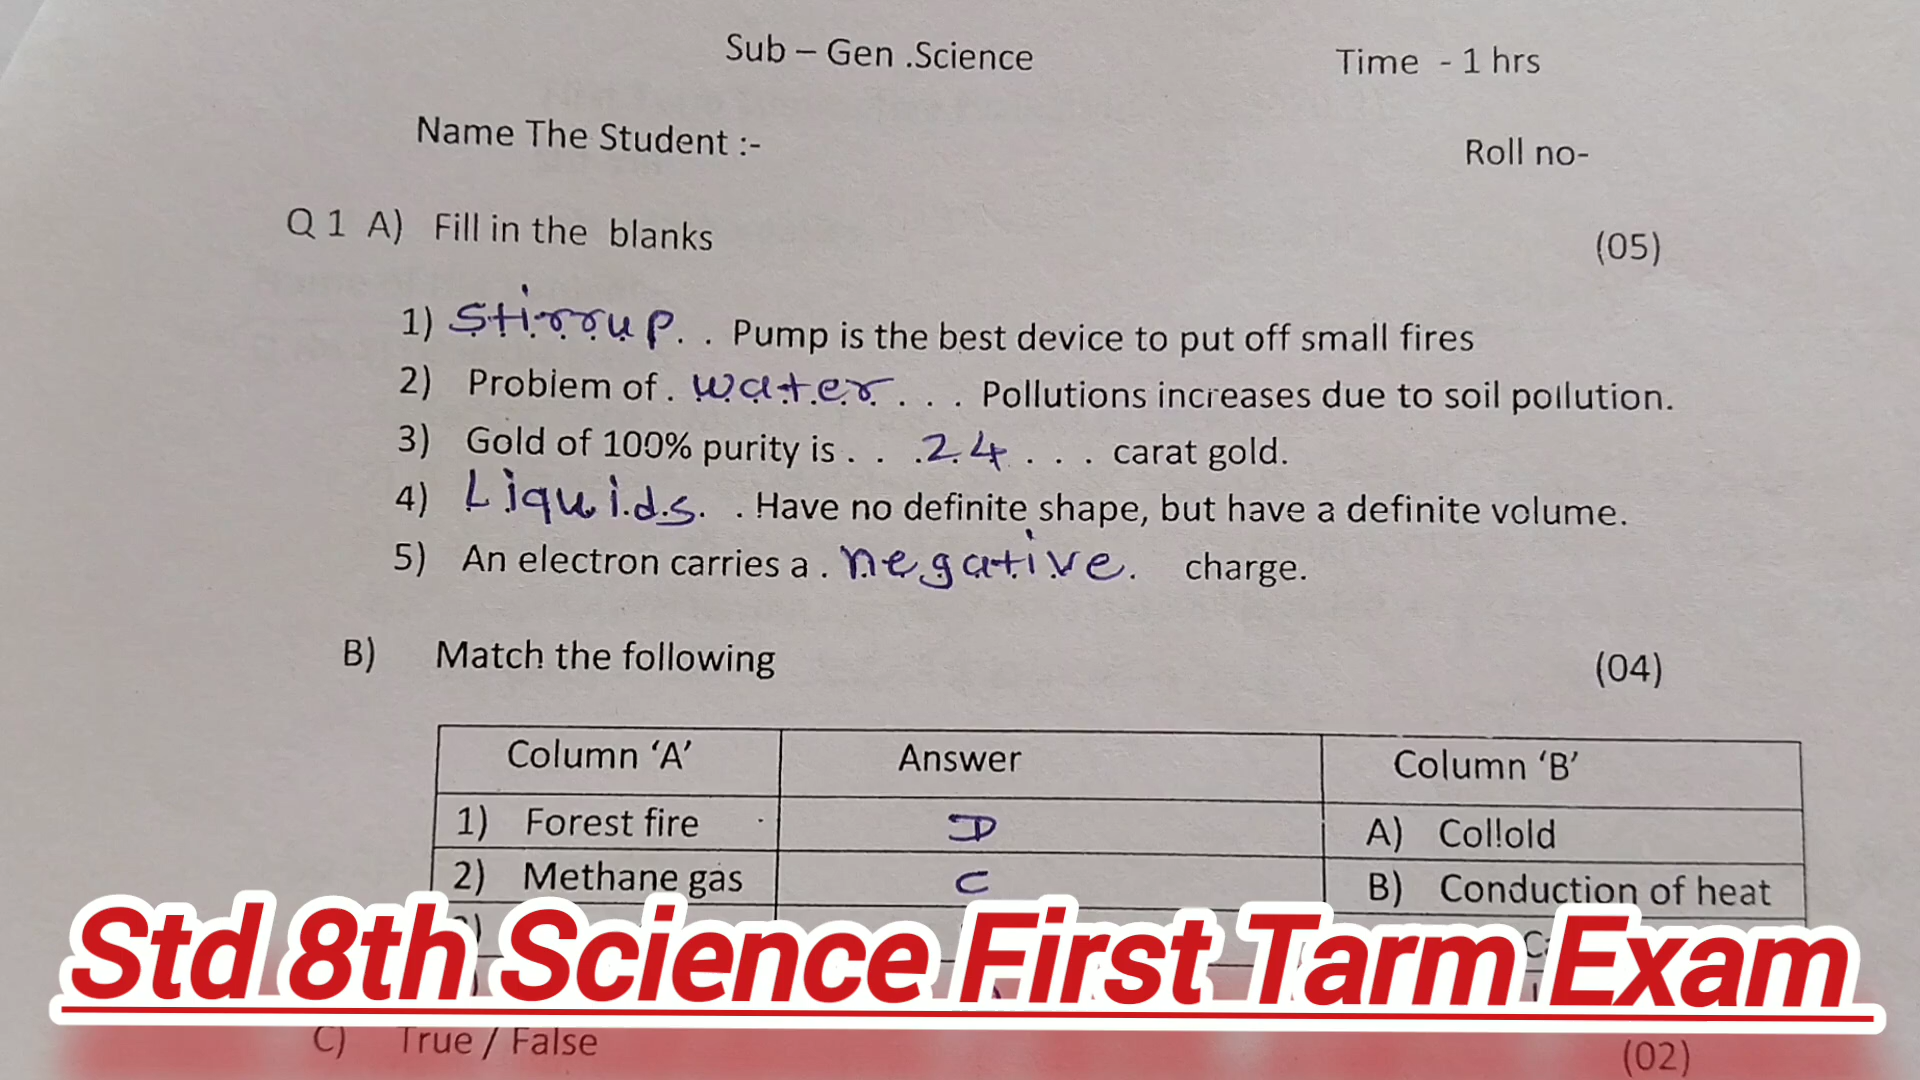 Sub – Gen .Science Time - 1 hrs
Name The Student :- Roll no-
Q 1 A) Fill in the blanks (05)
1) Stirrup. . Pump is the best device to put off small fires
2) Problem of . water . . . Pollutions increases due to soil pollution.
3) Gold of 100% purity is . . . 24 . . . carat gold.
4) Liquids. . Have no definite shape, but have a definite volume.
5) An electron carries a . negative. charge.
B) Match the following (04)
Column ‘A’ Answer Column ‘B’
1) Forest fire D A) Colloid
2) Methane gas C B) Conduction of heat
Std 8th Science First Tarm Exam
C) True / False (02)